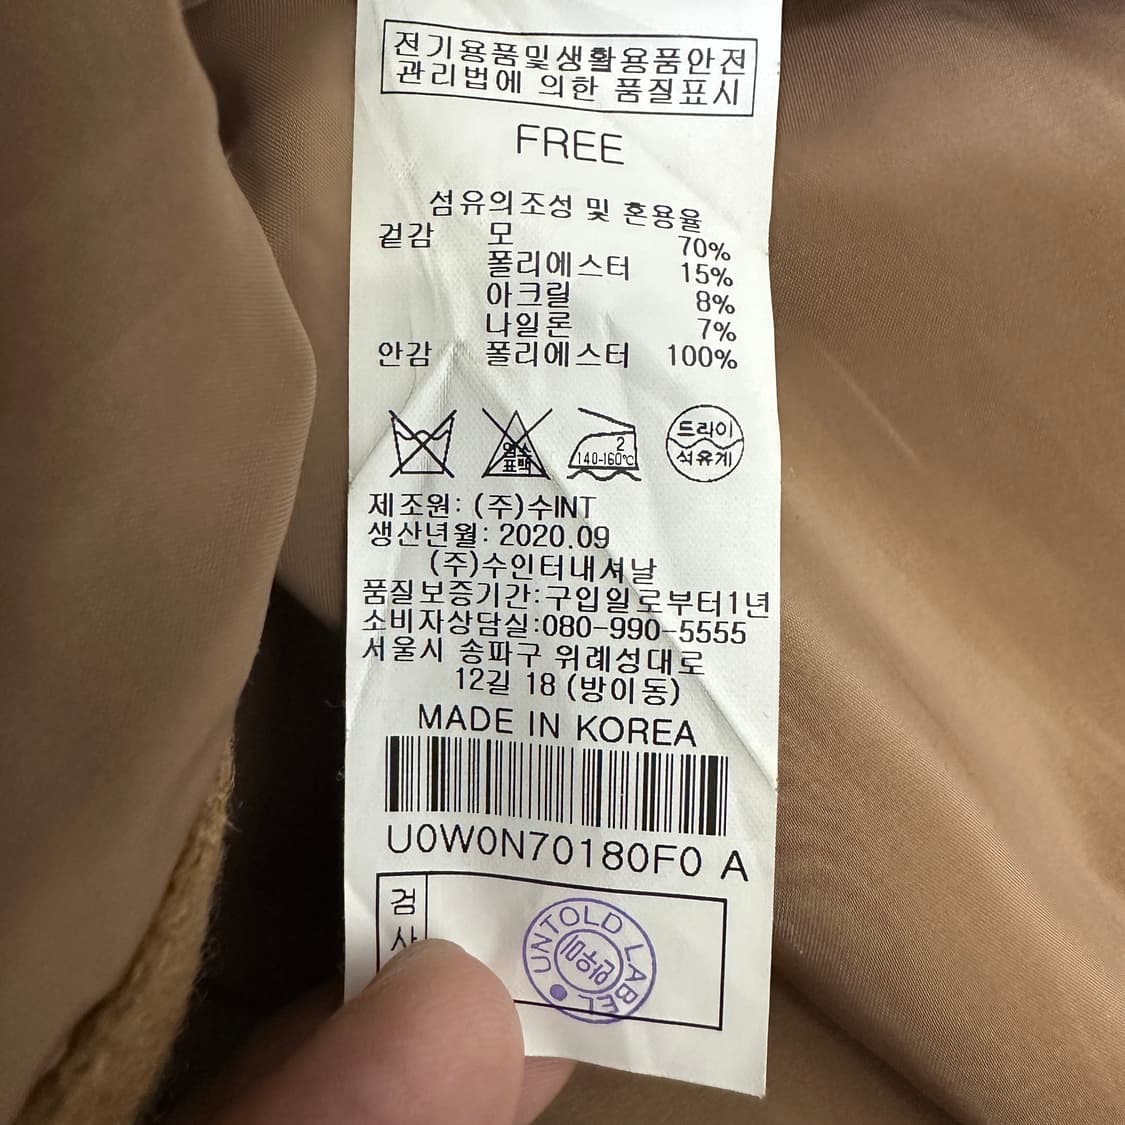 전기용품및생활용품안전
관리법에 의한 품질표시
FREE
섬유의조성 및 혼용율
겉감 모 70%
폴리에스터 15%
아크릴 8%
나일론 7%
안감 폴리에스터 100%
염소
표백
2
140-160℃
드라이
석유계
제조원: (주)수INT
생산년월: 2020.09
(주)수인터내셔날
품질보증기간:구입일로부터1년
소비자상담실:080-990-5555
서울시 송파구 위례성대로
12길 18 (방이동)
MADE IN KOREA
U0W0N70180F0 A
검
사
UNTOLD LABEL